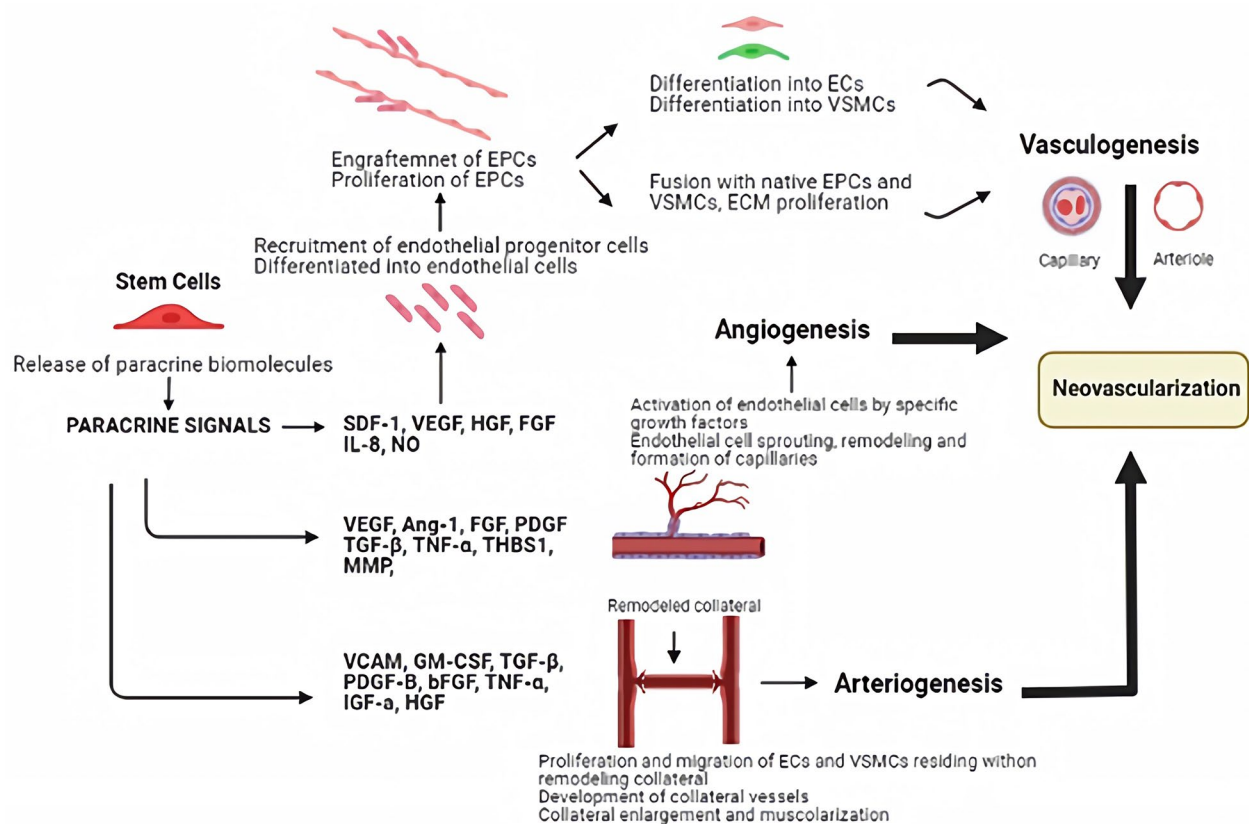 Differentiation into ECs
Differentiation into VSMCs
Engraftemnet of EPCs
Proliferation of EPCs
Fusion with native EPCs and
VSMCs, ECM proliferation
Vasculogenesis
Capillary
Arteriole
Recruitment of endothelial progenitor cells
Differentiated into endothelial cells
Stem Cells
Release of paracrine biomolecules
PARACRINE SIGNALS
SDF-1, VEGF, HGF, FGF
IL-8, NO
Angiogenesis
Neovascularization
Activation of endothelial cells by specific
growth factors
Endothelial cell sprouting, remodeling and
formation of capillaries
VEGF, Ang-1, FGF, PDGF
TGF-β, TNF-α, THBS1,
MMP,
Remodeled collateral
VCAM, GM-CSF, TGF-β,
PDGF-B, bFGF, TNF-α,
IGF-a, HGF
Arteriogenesis
Proliferation and migration of ECs and VSMCs residing withon
remodeling collateral
Development of collateral vessels
Collateral enlargement and muscolarization